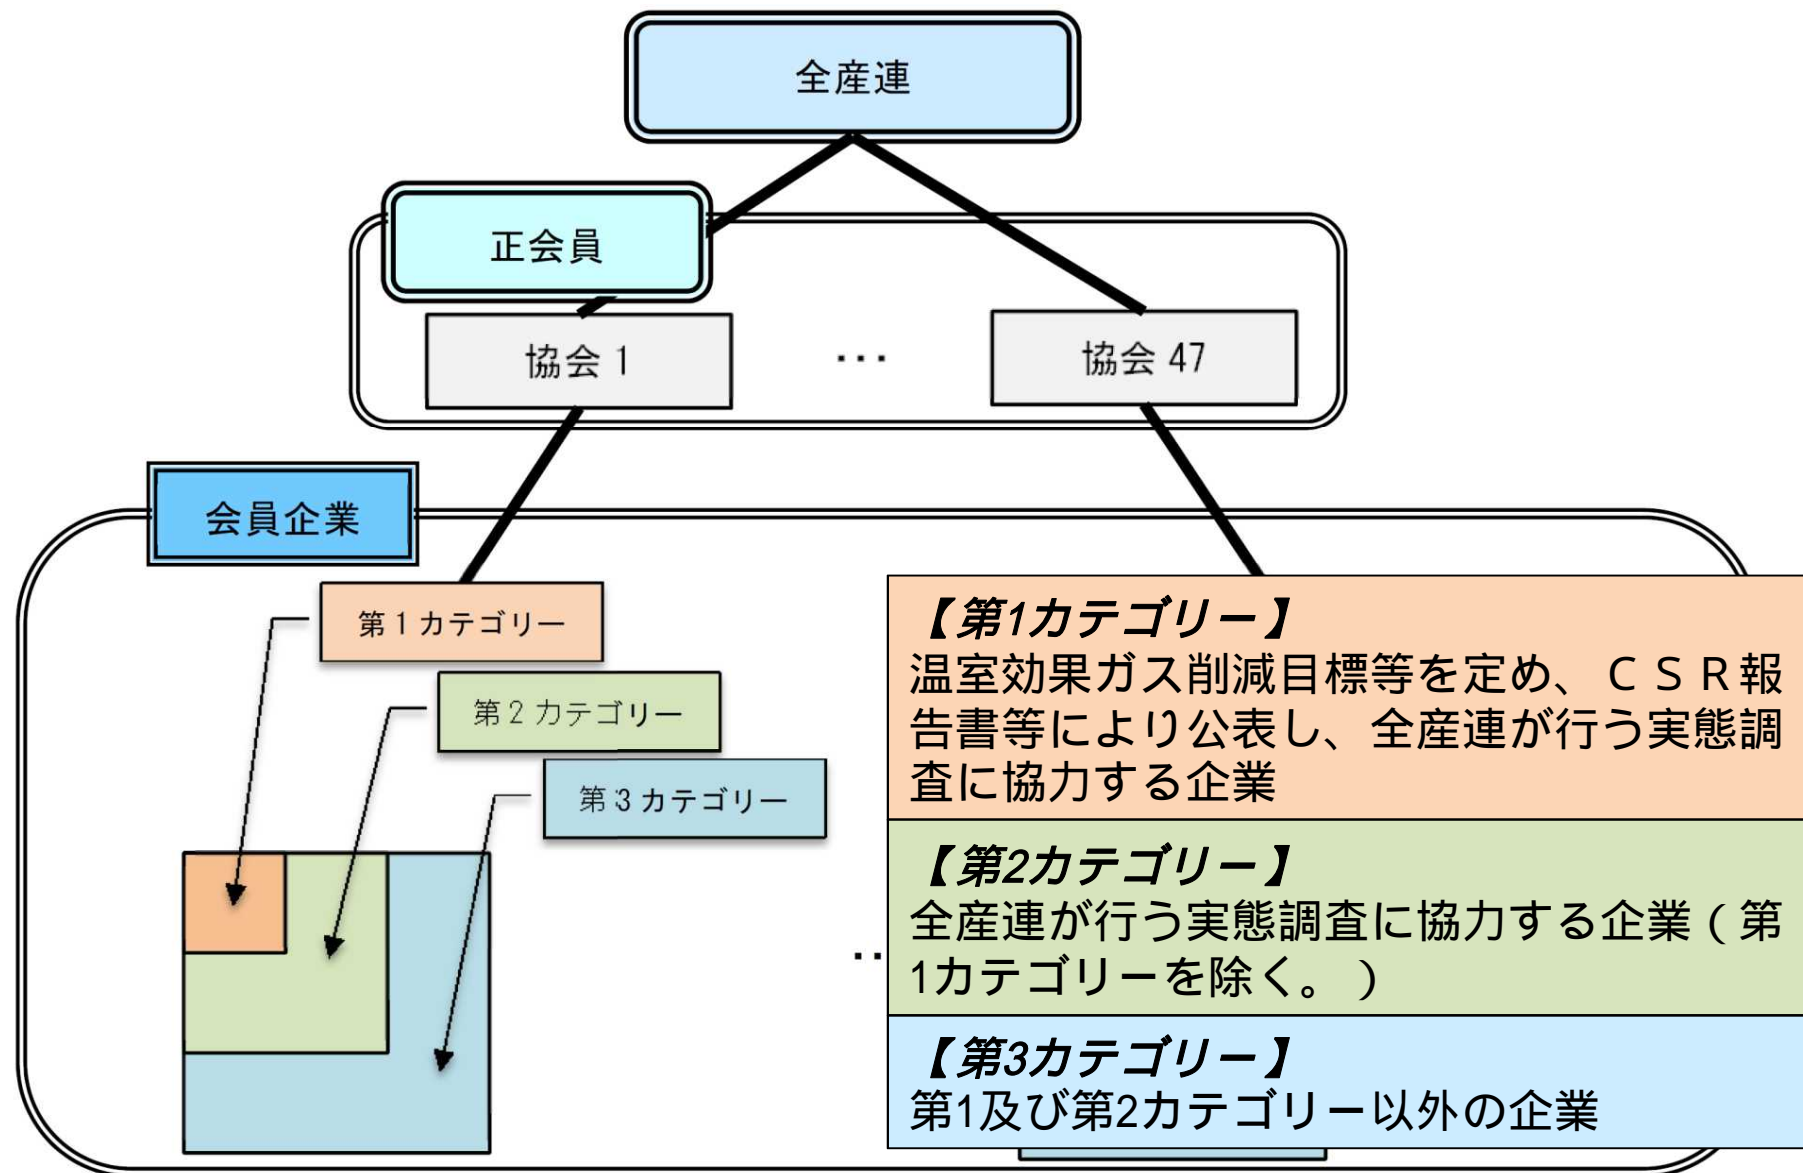 全産連
正会員
協会 1
･･･
協会 47
会員企業
第 1 カテゴリー
第 2 カテゴリー
第 3 カテゴリー
‥
【第1カテゴリー】
温室効果ガス削減目標等を定め、ＣＳＲ報
告書等により公表し、全産連が行う実態調
査に協力する企業
【第2カテゴリー】
全産連が行う実態調査に協力する企業（第
1カテゴリーを除く。）
【第3カテゴリー】
第1及び第2カテゴリー以外の企業